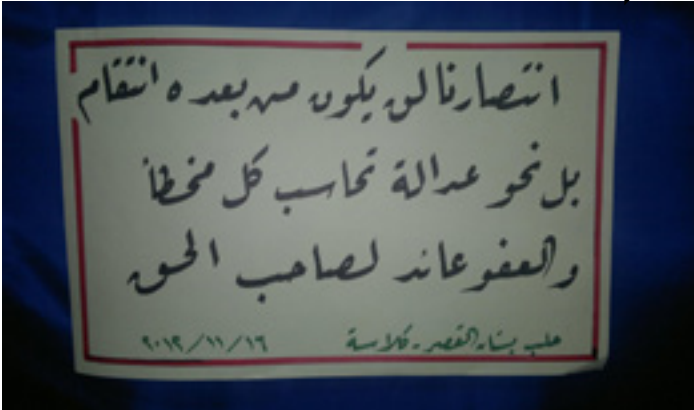 انتصارنا لن يكون من بعده انتقام
بل نحو عدالة تحاسب كل مخطأ
والعفو عائد لصاحب الحق
حلب بستان القصر - كلاسة ٢٠١٢/١١/١٦